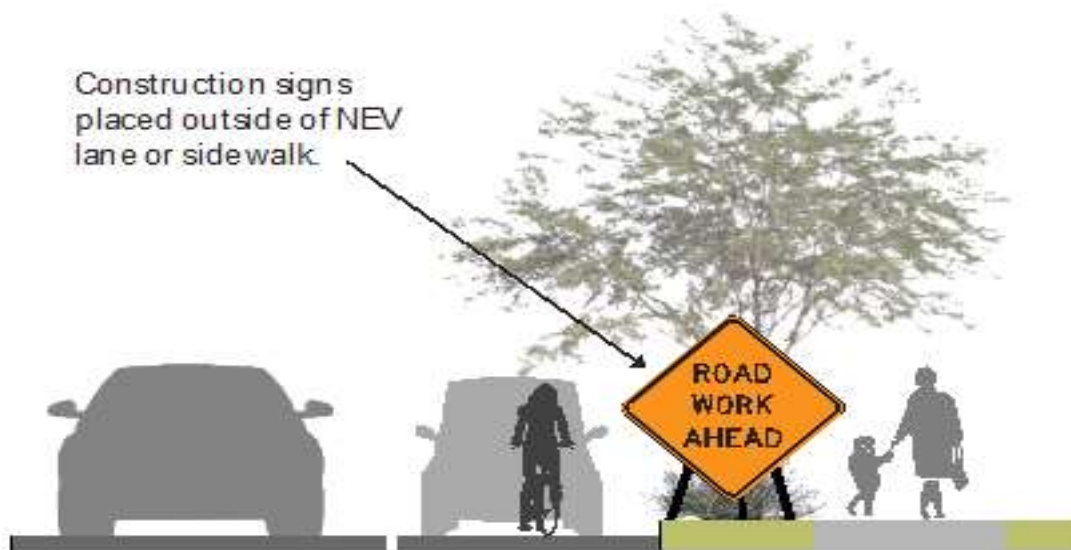 Construction signs
placed outside of NEV
lane or sidewalk.
ROAD
WORK
AHEAD